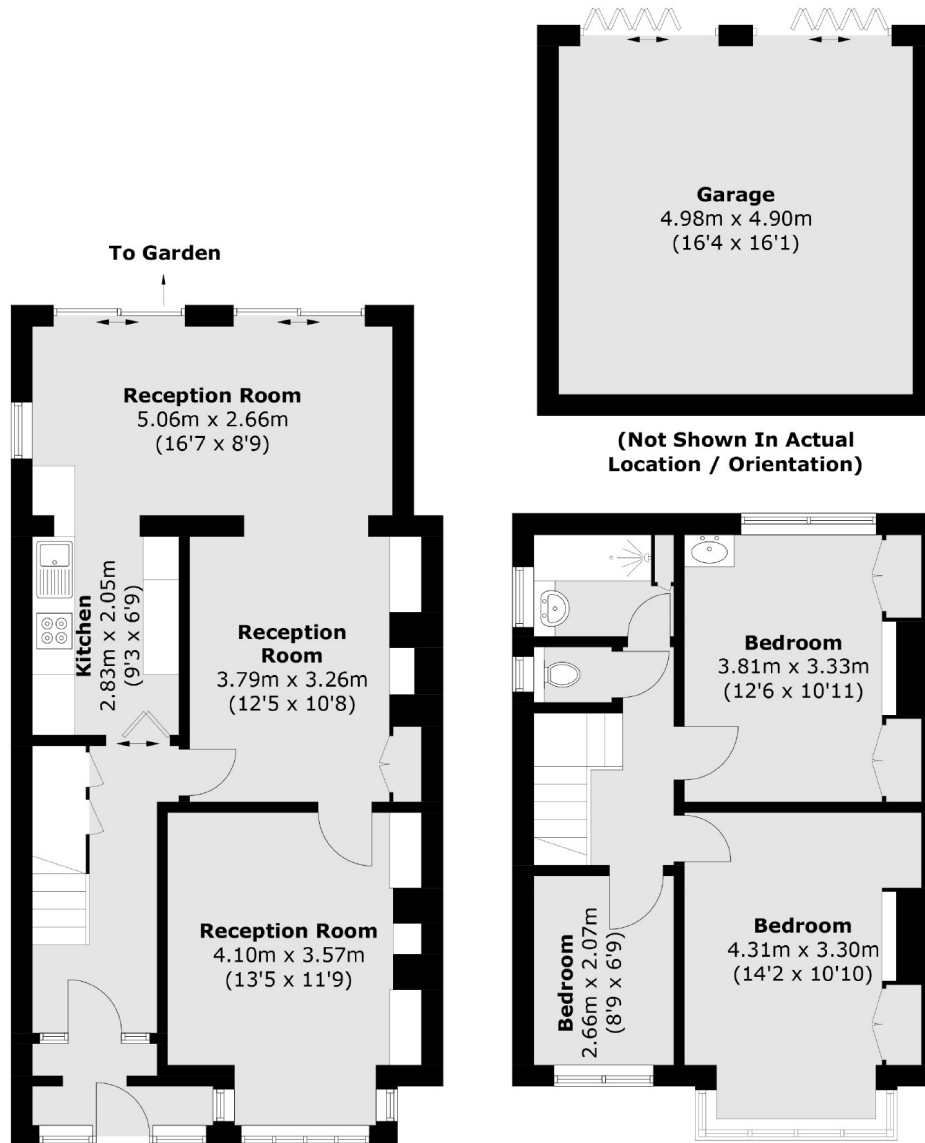 Garage
4.98m x 4.90m
(16'4 x 16'1)
To Garden
Reception Room
5.06m x 2.66m
(16'7 x 8'9)
(Not Shown In Actual
Location / Orientation)
Kitchen
2.83m x 2.05m
(9'3 x 6'9)
Reception
Room
3.79m x 3.26m
(12'5 x 10'8)
Bedroom
3.81m x 3.33m
(12'6 x 10'11)
Reception Room
4.10m x 3.57m
(13'5 x 11'9)
Bedroom
2.66m x 2.07m
(8'9 x 6'9)
Bedroom
4.31m x 3.30m
(14'2 x 10'10)